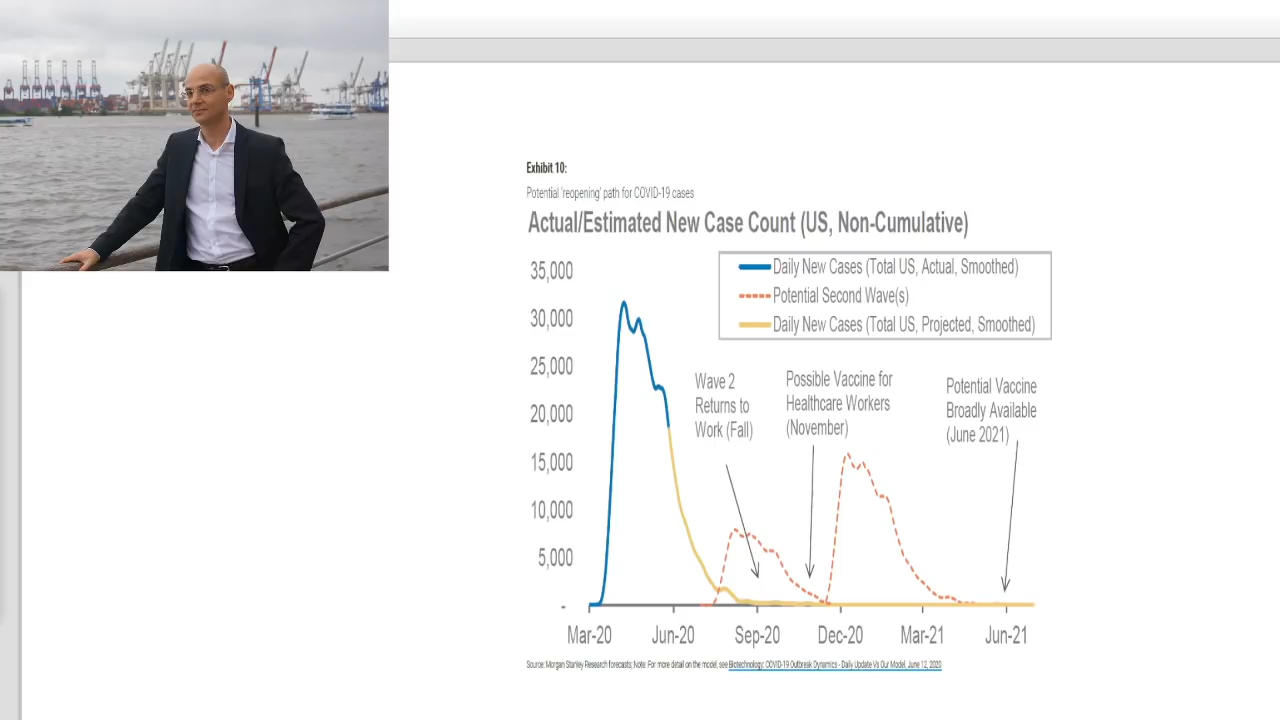 Exhibit 10:
Potential 'reopening' path for COVID-19 cases
Actual/Estimated New Case Count (US, Non-Cumulative)
Daily New Cases (Total US, Actual, Smoothed)
Potential Second Wave(s)
Daily New Cases (Total US, Projected, Smoothed)
35,000
30,000
25,000
20,000
15,000
10,000
5,000
-
Wave 2
Returns to
Work (Fall)
Possible Vaccine for
Healthcare Workers
(November)
Potential Vaccine
Broadly Available
(June 2021)
Mar-20 Jun-20 Sep-20 Dec-20 Mar-21 Jun-21
Source: Morgan Stanley Research forecasts; Note: For more detail on the model, see Biotechnology: COVID-19 Outbreak Dynamics - Daily Update Vs Our Model, June 12, 2020